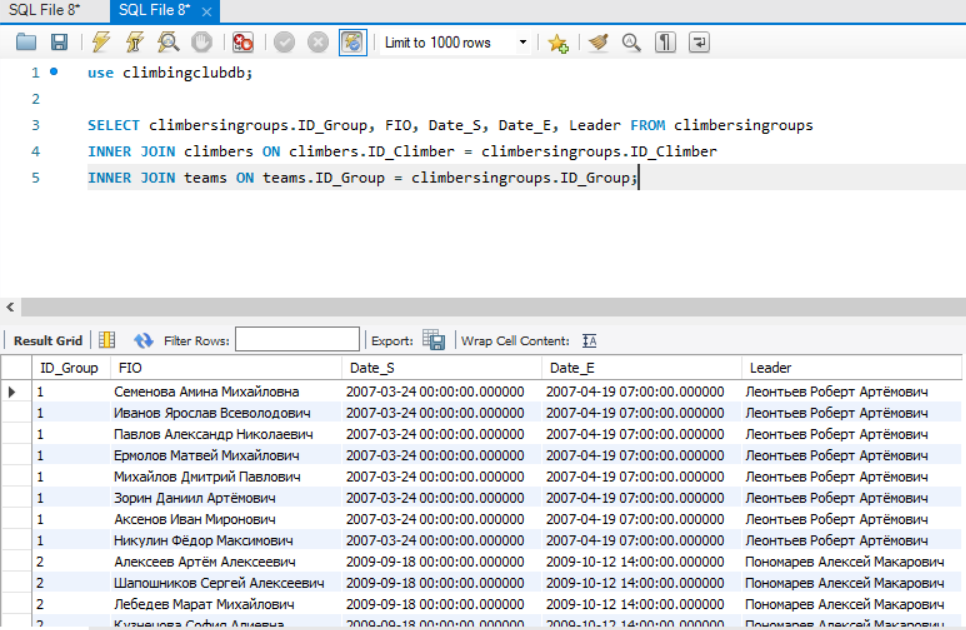 SQL File 8* SQL File 8*
Limit to 1000 rows
1 use climbingclubdb;
2
3 SELECT climbersingroups.ID_Group, FIO, Date_S, Date_E, Leader FROM climbersingroups
4 INNER JOIN climbers ON climbers.ID_Climber = climbersingroups.ID_Climber
5 INNER JOIN teams ON teams.ID_Group = climbersingroups.ID_Group;
Result Grid Filter Rows: Export: Wrap Cell Content:
ID_Group FIO Date_S Date_E Leader
1 Семенова Амина Михайловна 2007-03-24 00:00:00.000000 2007-04-19 07:00:00.000000 Леонтьев Роберт Артёмович
1 Иванов Ярослав Всеволодович 2007-03-24 00:00:00.000000 2007-04-19 07:00:00.000000 Леонтьев Роберт Артёмович
1 Павлов Александр Николаевич 2007-03-24 00:00:00.000000 2007-04-19 07:00:00.000000 Леонтьев Роберт Артёмович
1 Ермолов Матвей Михайлович 2007-03-24 00:00:00.000000 2007-04-19 07:00:00.000000 Леонтьев Роберт Артёмович
1 Михайлов Дмитрий Павлович 2007-03-24 00:00:00.000000 2007-04-19 07:00:00.000000 Леонтьев Роберт Артёмович
1 Зорин Даниил Артёмович 2007-03-24 00:00:00.000000 2007-04-19 07:00:00.000000 Леонтьев Роберт Артёмович
1 Аксенов Иван Миронович 2007-03-24 00:00:00.000000 2007-04-19 07:00:00.000000 Леонтьев Роберт Артёмович
1 Никулин Фёдор Максимович 2007-03-24 00:00:00.000000 2007-04-19 07:00:00.000000 Леонтьев Роберт Артёмович
2 Алексеев Артём Алексеевич 2009-09-18 00:00:00.000000 2009-10-12 14:00:00.000000 Пономарев Алексей Макарович
2 Шапошников Сергей Алексеевич 2009-09-18 00:00:00.000000 2009-10-12 14:00:00.000000 Пономарев Алексей Макарович
2 Лебедев Марат Михайлович 2009-09-18 00:00:00.000000 2009-10-12 14:00:00.000000 Пономарев Алексей Макарович
2 Кузнецова София Алиевна 2009-09-18 00:00:00.000000 2009-10-12 14:00:00.000000 Пономарев Алексей Макарович